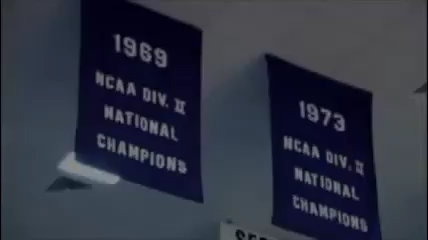 1969
NCAA DIV. II
NATIONAL
CHAMPIONS
1973
NCAA DIV. II
NATIONAL
CHAMPIONS